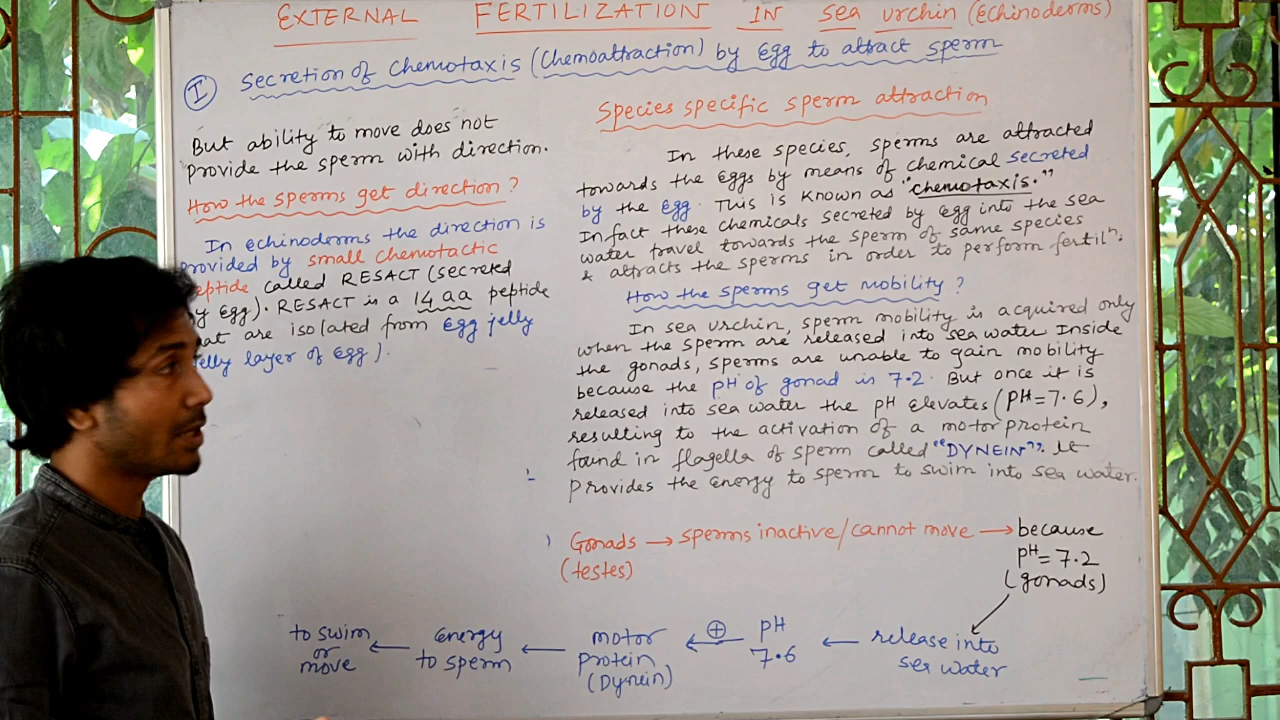 EXTERNAL FERTILIZATION IN Sea urchin (Echinoderms)
I Secretion of Chemotaxis (Chemoattraction) by Egg to attract sperm
But ability to move does not
provide the sperm with direction.
How the sperms get direction ?
In echinoderms the direction is
provided by small chemotactic
eptide called RESACT (secreted
y Egg). RESACT is a 14 aa peptide
at are isolated from egg jelly
elly layer of Egg).
Species specific sperm attraction
In these species, sperms are attracted
towards the Eggs by means of chemical secreted
by the Egg. This is known as "chemotaxis."
Infact these chemicals secreted by egg into the sea
water travel towards the sperm of same species
& attracts the sperms in order to perform fertilⁿ.
How the sperms get mobility ?
In sea urchin, sperm mobility is acquired only
when the sperm are released into sea water Inside
the gonads, sperms are unable to gain mobility
because the pH of gonad is 7.2. But once it is
released into sea water the pH elevates (pH=7.6),
resulting to the activation of a motor protein
found in flagella of sperm called "DYNEIN". It
provides the energy to sperm to swim into sea water.
Gonads → sperms inactive/cannot move → because
(testes)
pH = 7.2
(gonads)
release into
sea water
← pH
7.6
← ⊕ motor
protein
(Dynein)
← energy
to sperm
← to swim
or
move